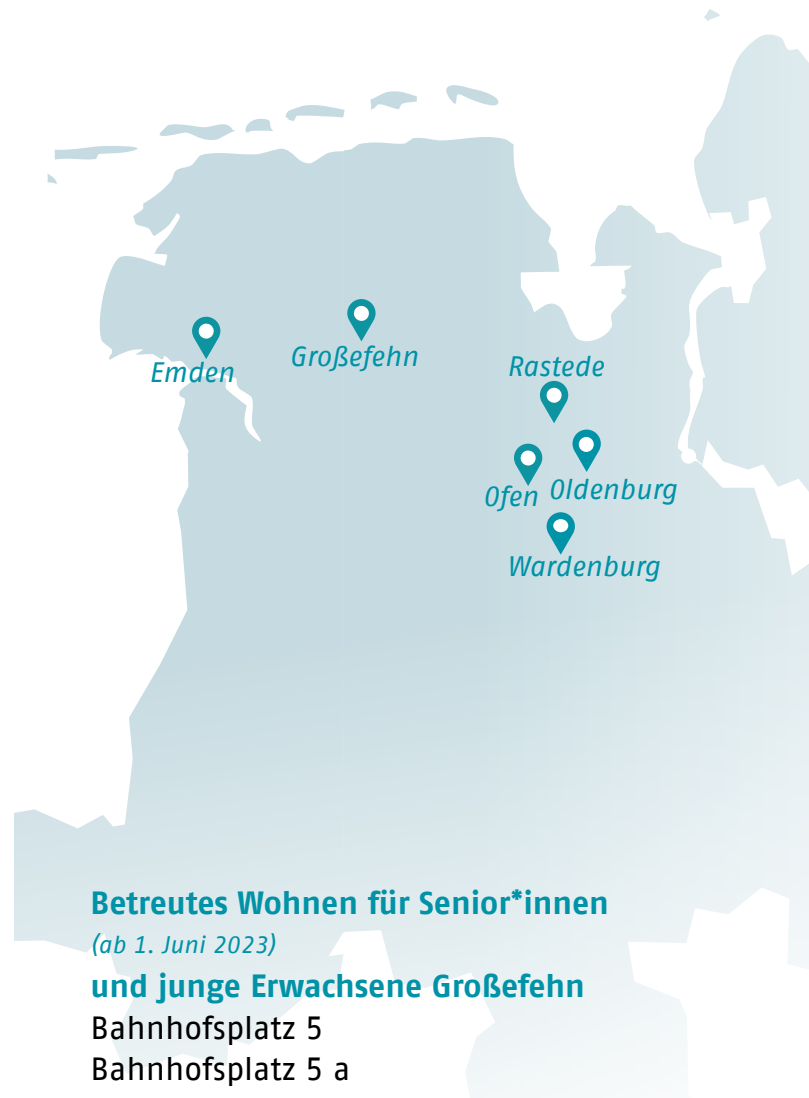 Großefehn
Emden
Rastede
Ofen
Oldenburg
Wardenburg
Betreutes Wohnen für Senior*innen
(ab 1. Juni 2023)
und junge Erwachsene Großefehn
Bahnhofsplatz 5
Bahnhofsplatz 5 a